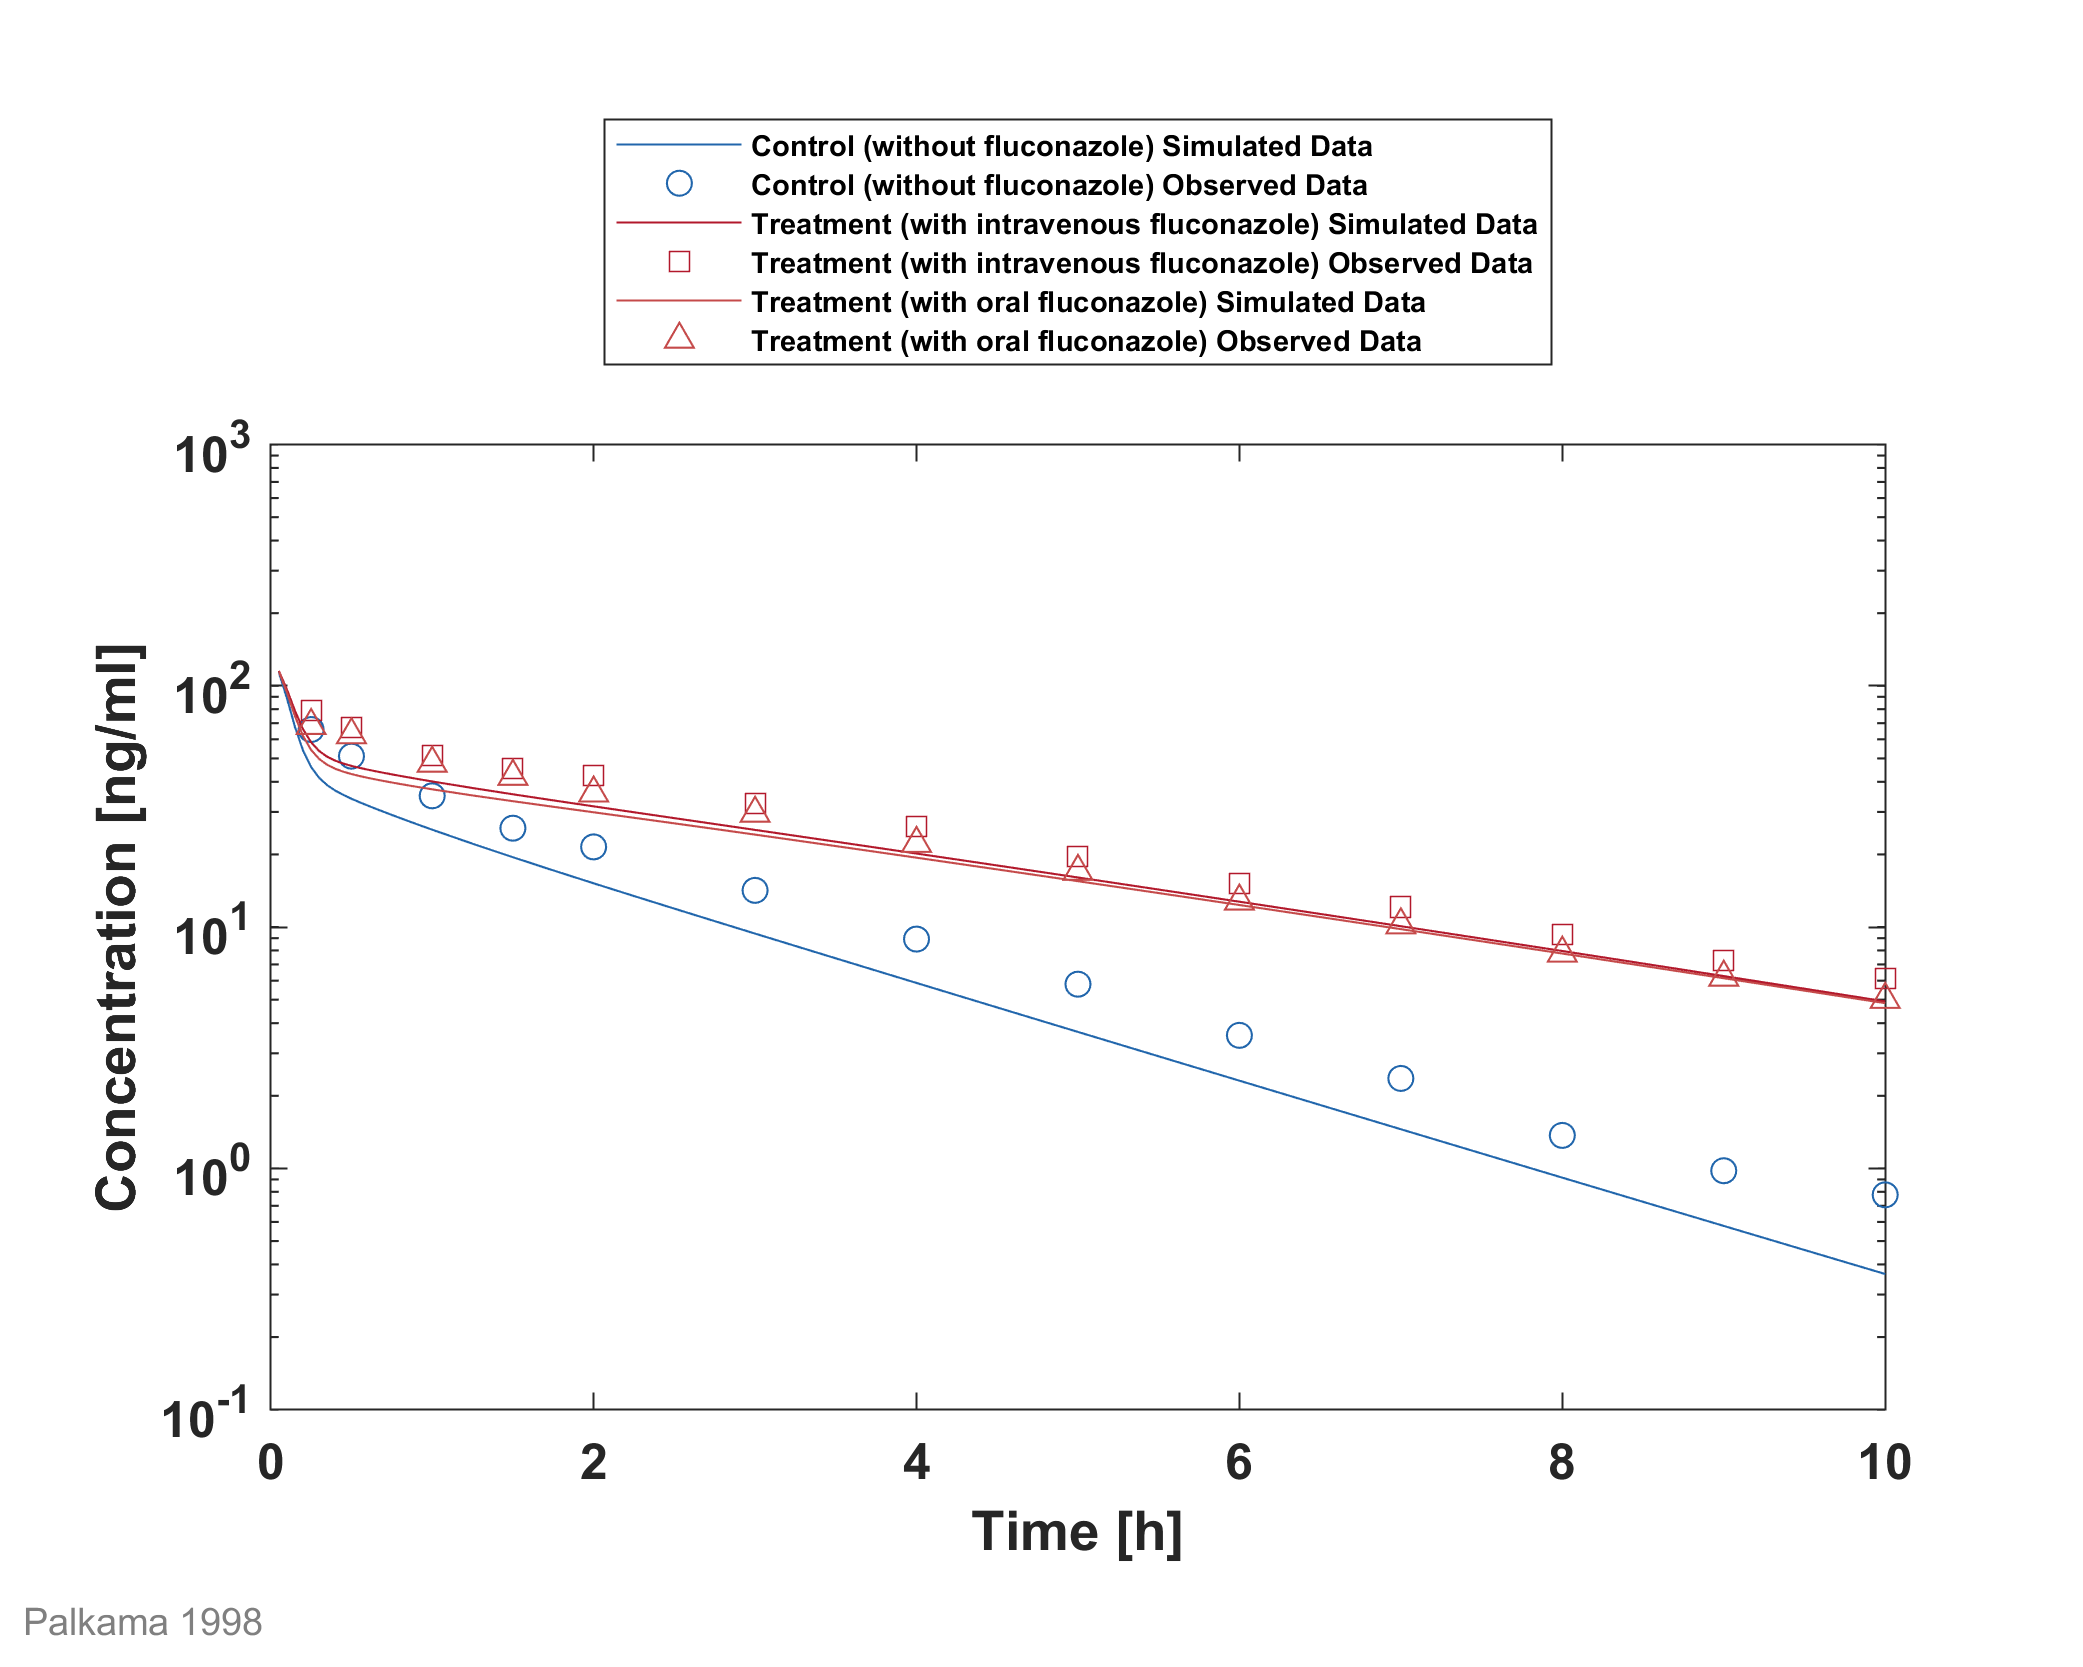 Control (without fluconazole) Simulated Data
Control (without fluconazole) Observed Data
Treatment (with intravenous fluconazole) Simulated Data
Treatment (with intravenous fluconazole) Observed Data
Treatment (with oral fluconazole) Simulated Data
Treatment (with oral fluconazole) Observed Data
10^3
10^2
10^1
10^0
10^-1
Concentration [ng/ml]
0 2 4 6 8 10
Time [h]
Palkama 1998